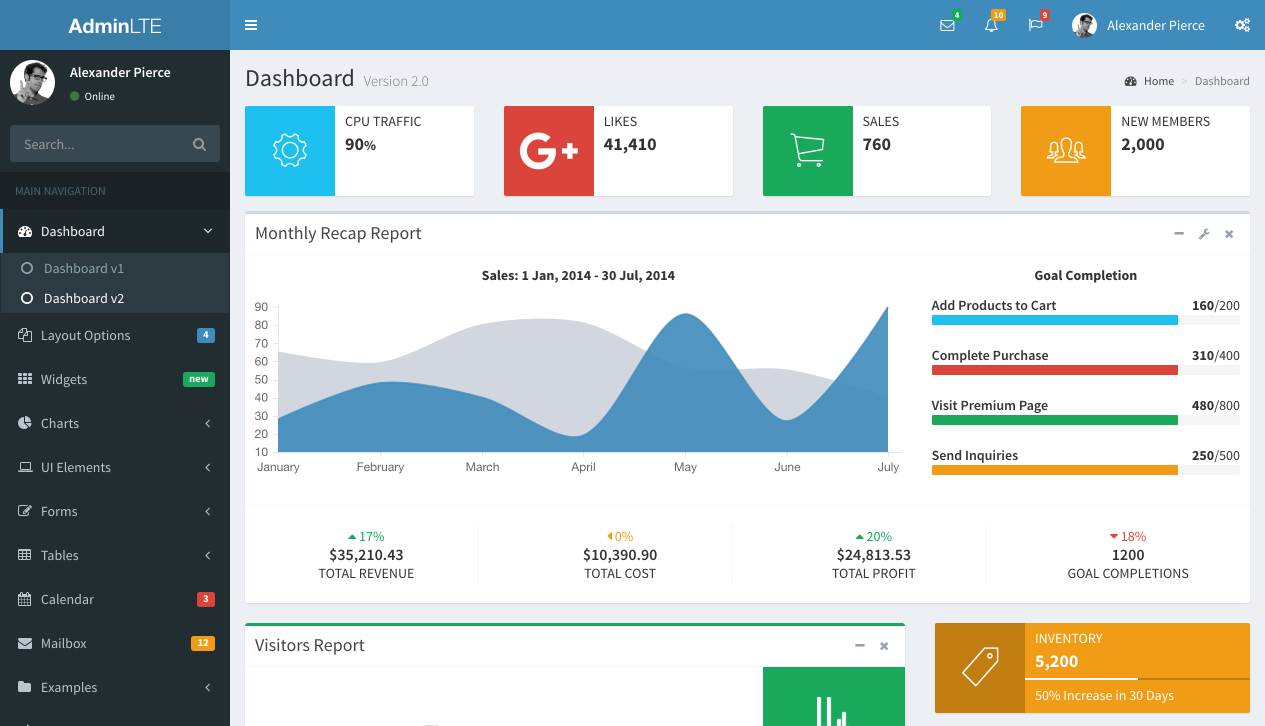 AdminLTE
4
10
9
Alexander Pierce
Alexander Pierce
Online
Search...
MAIN NAVIGATION
Dashboard
Dashboard v1
Dashboard v2
Layout Options 4
Widgets new
Charts
UI Elements
Forms
Tables
Calendar 3
Mailbox 12
Examples
Dashboard Version 2.0
Home > Dashboard
CPU TRAFFIC
90%
G+
LIKES
41,410
SALES
760
NEW MEMBERS
2,000
Monthly Recap Report
Sales: 1 Jan, 2014 - 30 Jul, 2014
90
80
70
60
50
40
30
20
10
January February March April May June July
Goal Completion
Add Products to Cart 160/200
Complete Purchase 310/400
Visit Premium Page 480/800
Send Inquiries 250/500
17%
$35,210.43
TOTAL REVENUE
0%
$10,390.90
TOTAL COST
20%
$24,813.53
TOTAL PROFIT
18%
1200
GOAL COMPLETIONS
Visitors Report
INVENTORY
5,200
50% Increase in 30 Days